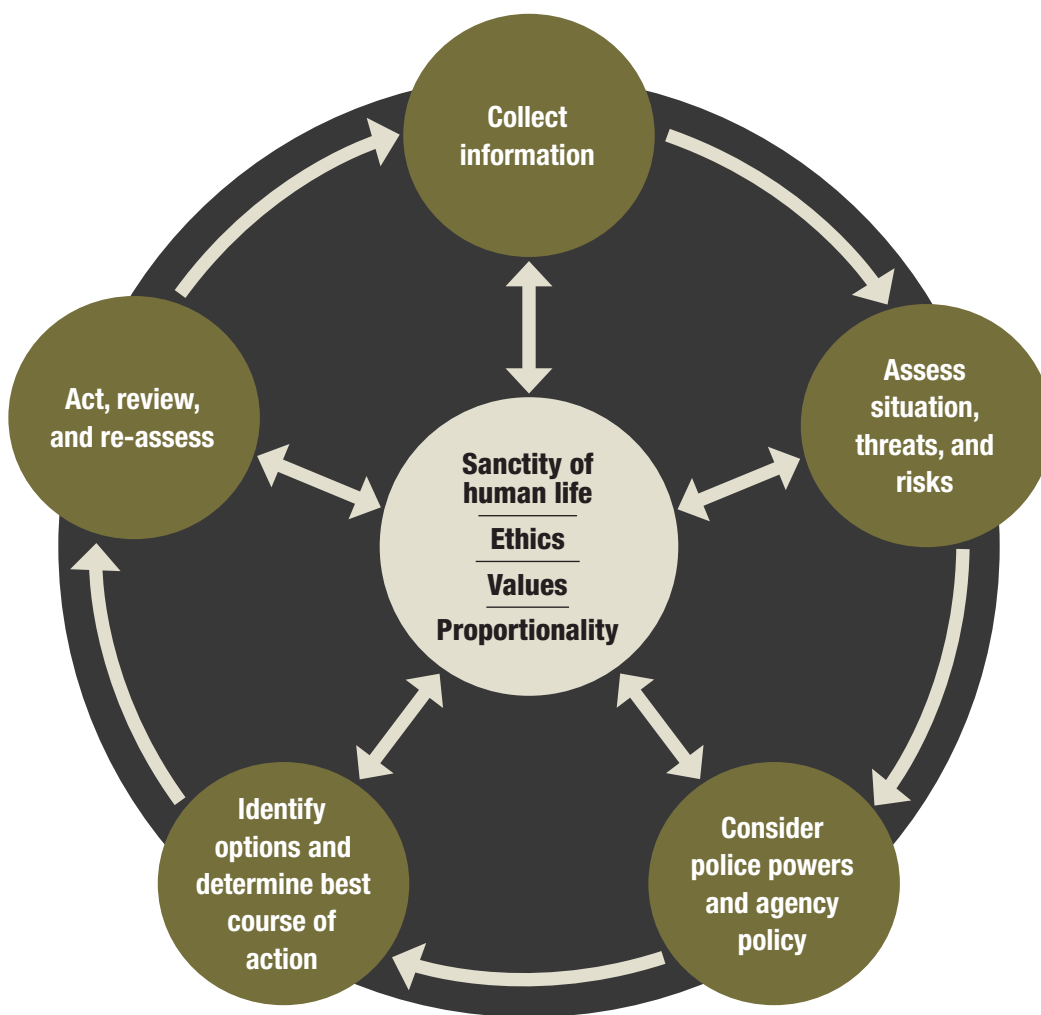 Collect
information
Assess
situation,
threats, and
risks
Consider
police powers
and agency
policy
Identify
options and
determine best
course of
action
Act, review,
and re-assess
Sanctity of
human life
Ethics
Values
Proportionality